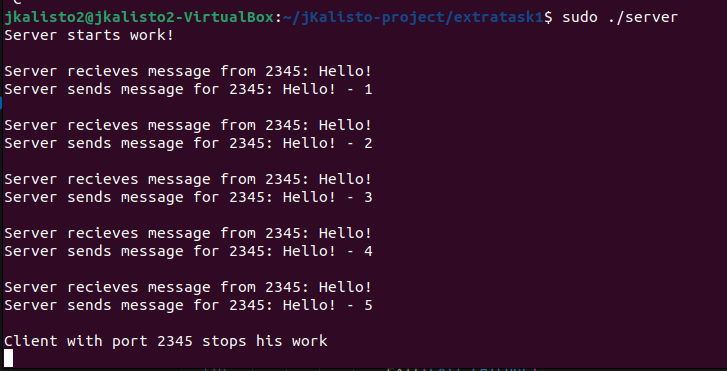 jkalisto2@jkalisto2-VirtualBox:~/jKalisto-project/extratask1$ sudo ./server
Server starts work!
Server recieves message from 2345: Hello!
Server sends message for 2345: Hello! - 1
Server recieves message from 2345: Hello!
Server sends message for 2345: Hello! - 2
Server recieves message from 2345: Hello!
Server sends message for 2345: Hello! - 3
Server recieves message from 2345: Hello!
Server sends message for 2345: Hello! - 4
Server recieves message from 2345: Hello!
Server sends message for 2345: Hello! - 5
Client with port 2345 stops his work